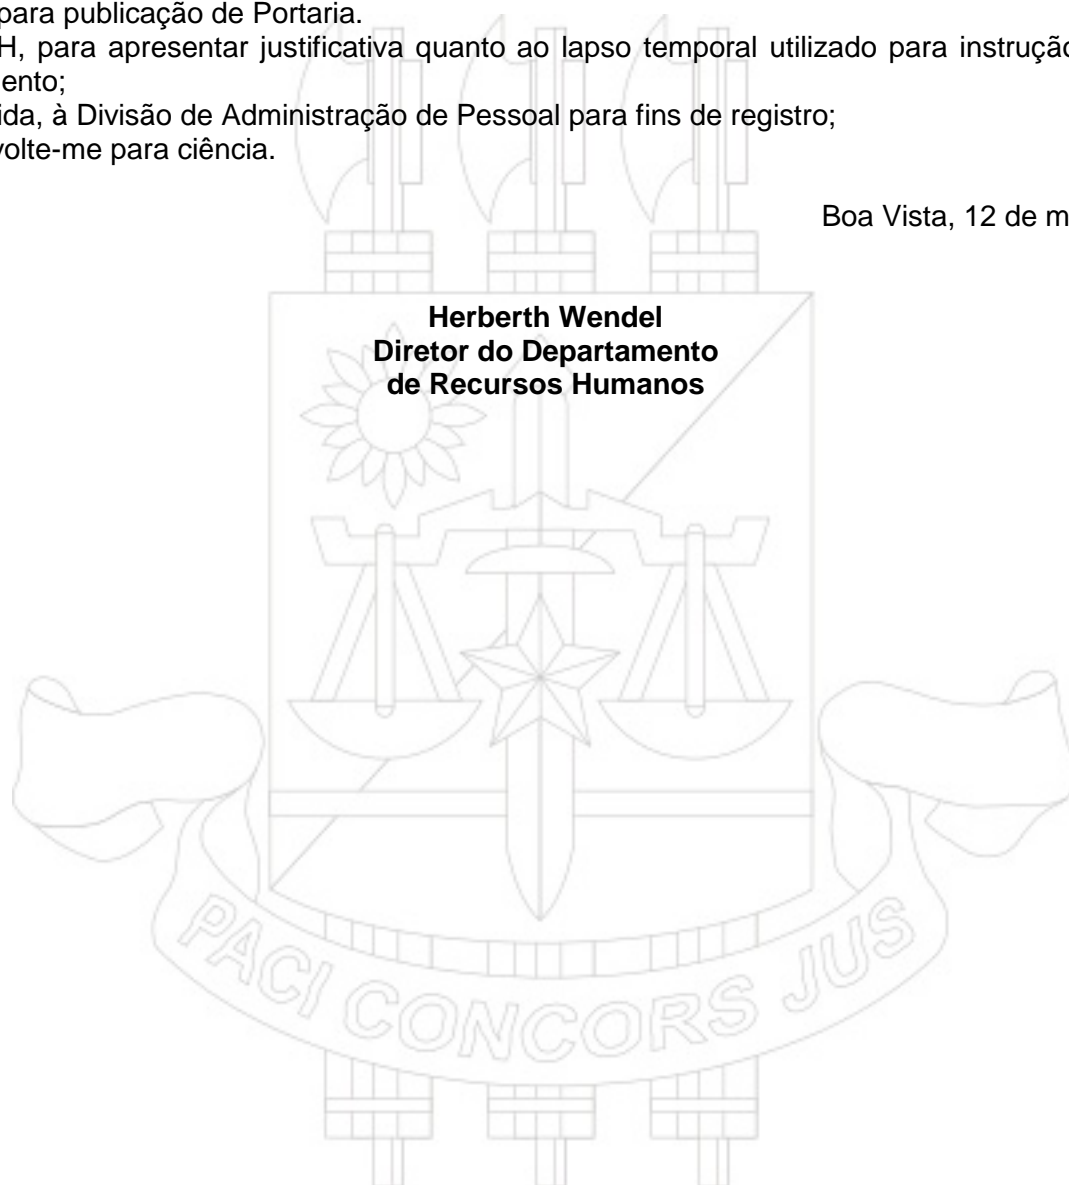 para publicação de Portaria.
H, para apresentar justificativa quanto ao lapso temporal utilizado para instrução
ento;
ida, à Divisão de Administração de Pessoal para fins de registro;
volte-me para ciência.
Boa Vista, 12 de m
Herberth Wendel
Diretor do Departamento
de Recursos Humanos
PACI CONCORS JUS